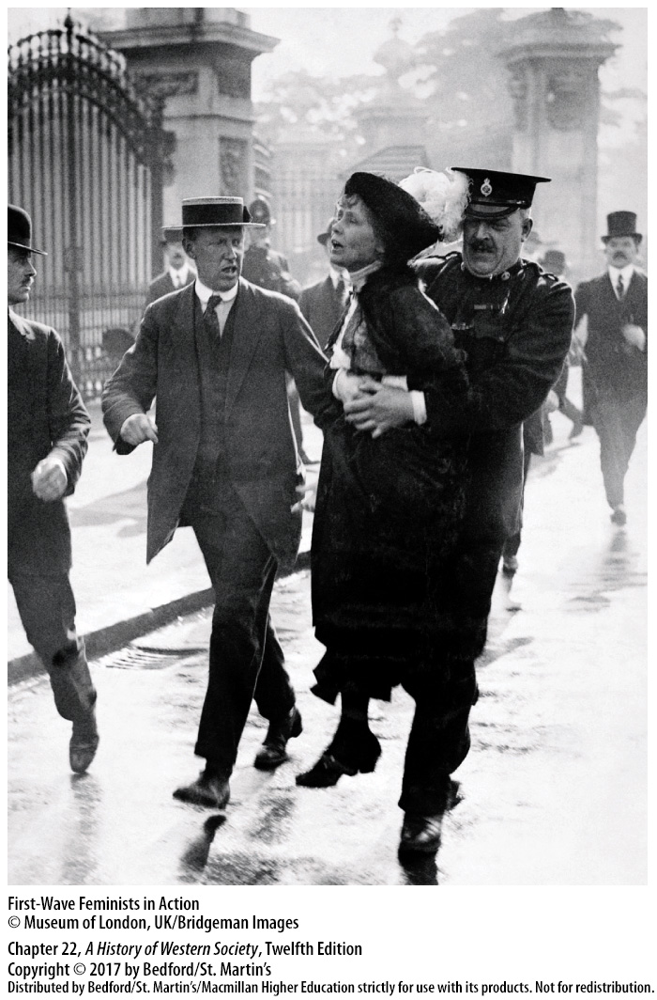 First-Wave Feminists in Action
© Museum of London, UK/Bridgeman Images
Chapter 22, A History of Western Society, Twelfth Edition
Copyright © 2017 by Bedford/St. Martin’s
Distributed by Bedford/St. Martin’s/Macmillan Higher Education strictly for use with its products. Not for redistribution.